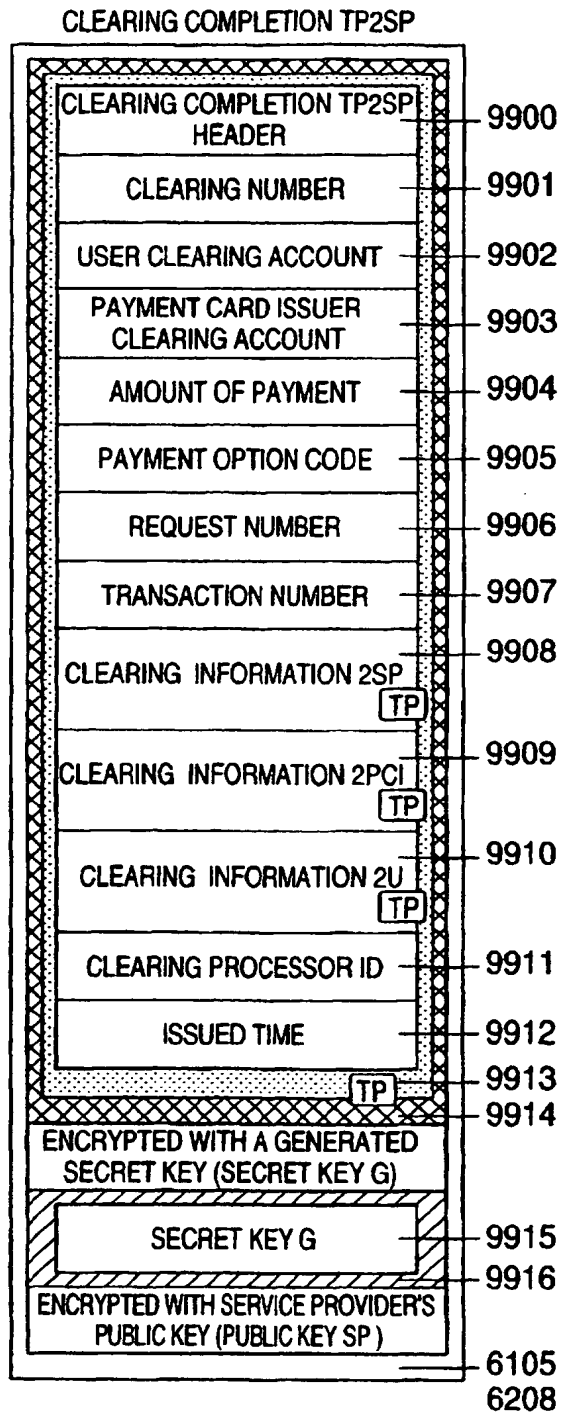 CLEARING COMPLETION TP2SP
CLEARING COMPLETION TP2SP
HEADER
9900
CLEARING NUMBER
9901
USER CLEARING ACCOUNT
9902
PAYMENT CARD ISSUER
CLEARING ACCOUNT
9903
AMOUNT OF PAYMENT
9904
PAYMENT OPTION CODE
9905
REQUEST NUMBER
9906
TRANSACTION NUMBER
9907
9908
CLEARING INFORMATION 2SP
TP
9909
CLEARING INFORMATION 2PCI
TP
9910
CLEARING INFORMATION 2U
TP
CLEARING PROCESSOR ID
9911
ISSUED TIME
9912
9913
TP
9914
ENCRYPTED WITH A GENERATED
SECRET KEY (SECRET KEY G)
SECRET KEY G
9915
9916
ENCRYPTED WITH SERVICE PROVIDER'S
PUBLIC KEY (PUBLIC KEY SP )
6105
6208